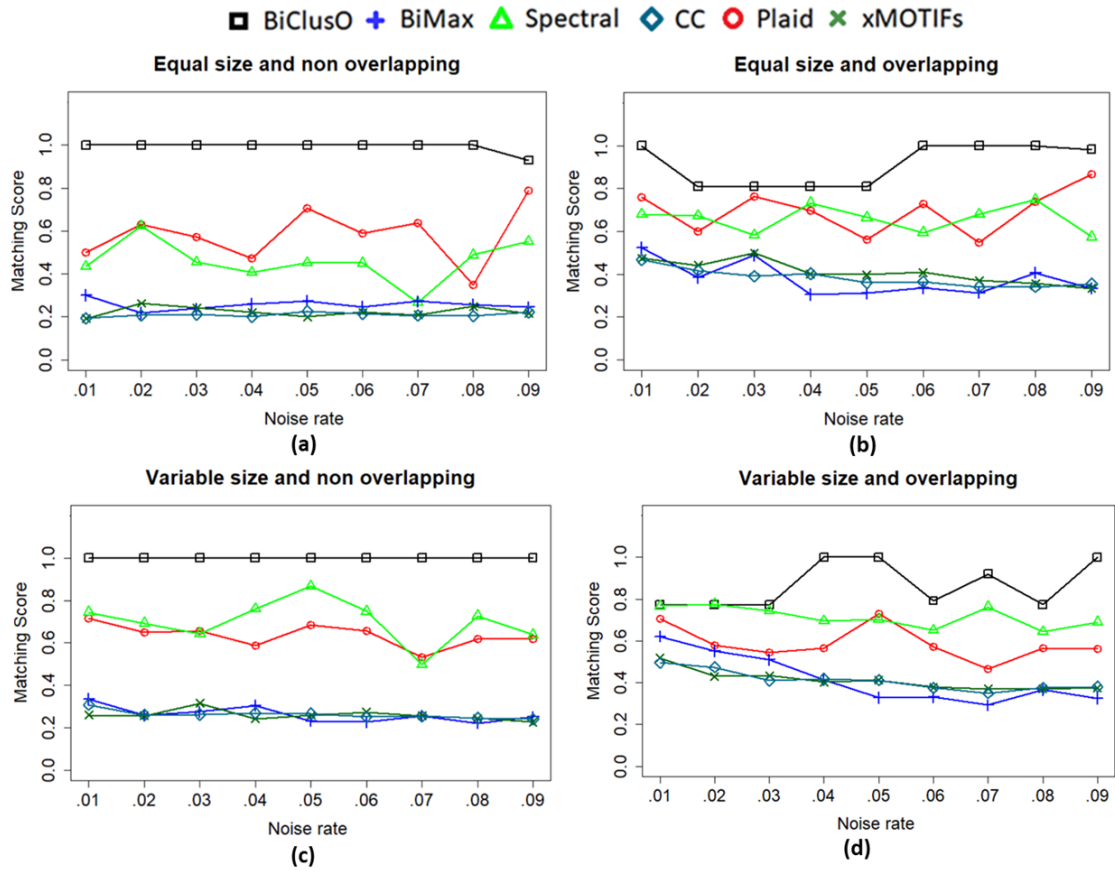 BiClusO BiMax Spectral CC Plaid xMOTIFs
Equal size and non overlapping
Matching Score
0.0 0.2 0.4 0.6 0.8 1.0
.01 .02 .03 .04 .05 .06 .07 .08 .09
Noise rate
(a)
Equal size and overlapping
Matching Score
0.0 0.2 0.4 0.6 0.8 1.0
.01 .02 .03 .04 .05 .06 .07 .08 .09
Noise rate
(b)
Variable size and non overlapping
Matching Score
0.0 0.2 0.4 0.6 0.8 1.0
.01 .02 .03 .04 .05 .06 .07 .08 .09
Noise rate
(c)
Variable size and overlapping
Matching Score
0.0 0.2 0.4 0.6 0.8 1.0
.01 .02 .03 .04 .05 .06 .07 .08 .09
Noise rate
(d)